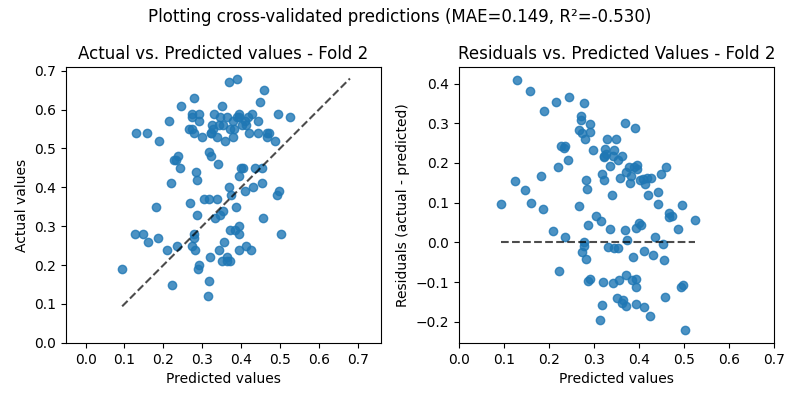 Plotting cross-validated predictions (MAE=0.149, R²=-0.530)
Actual vs. Predicted values - Fold 2
Actual values
0.7
0.6
0.5
0.4
0.3
0.2
0.1
0.0
0.0 0.1 0.2 0.3 0.4 0.5 0.6 0.7
Predicted values
Residuals vs. Predicted Values - Fold 2
Residuals (actual - predicted)
0.4
0.3
0.2
0.1
0.0
−0.1
−0.2
0.0 0.1 0.2 0.3 0.4 0.5 0.6 0.7
Predicted values